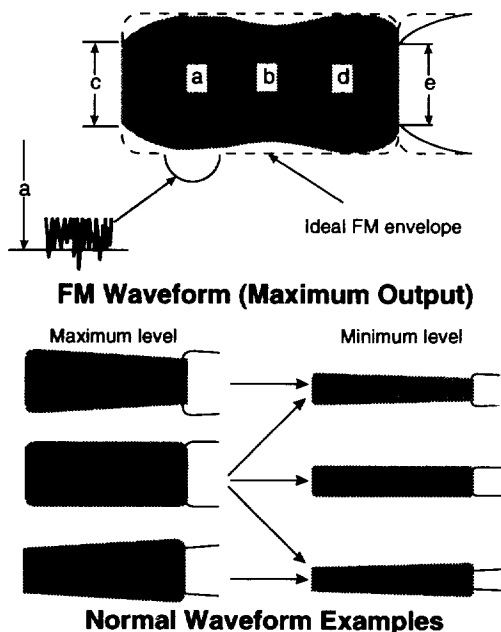 c
a
b
d
e
a
Ideal FM envelope
FM Waveform (Maximum Output)
Maximum level
Minimum level
Normal Waveform Examples